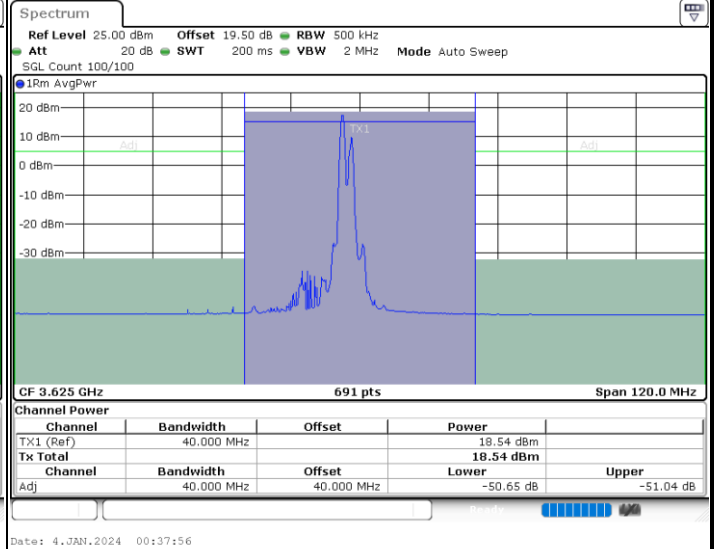 Spectrum
Ref Level 25.00 dBm Offset 19.50 dB RBW 500 kHz
Att 20 dB SWT 200 ms VBW 2 MHz Mode Auto Sweep
SGL Count 100/100
1Rm AvgPwr
20 dBm
TX1
10 dBm
Adj Adj
0 dBm
-10 dBm
-20 dBm
-30 dBm
CF 3.625 GHz 691 pts Span 120.0 MHz
Channel Power
Channel Bandwidth Offset Power
TX1 (Ref) 40.000 MHz 18.54 dBm
Tx Total 18.54 dBm
Channel Bandwidth Offset Lower Upper
Adj 40.000 MHz 40.000 MHz -50.65 dB -51.04 dB
Ready
Date: 4.JAN.2024 00:37:56